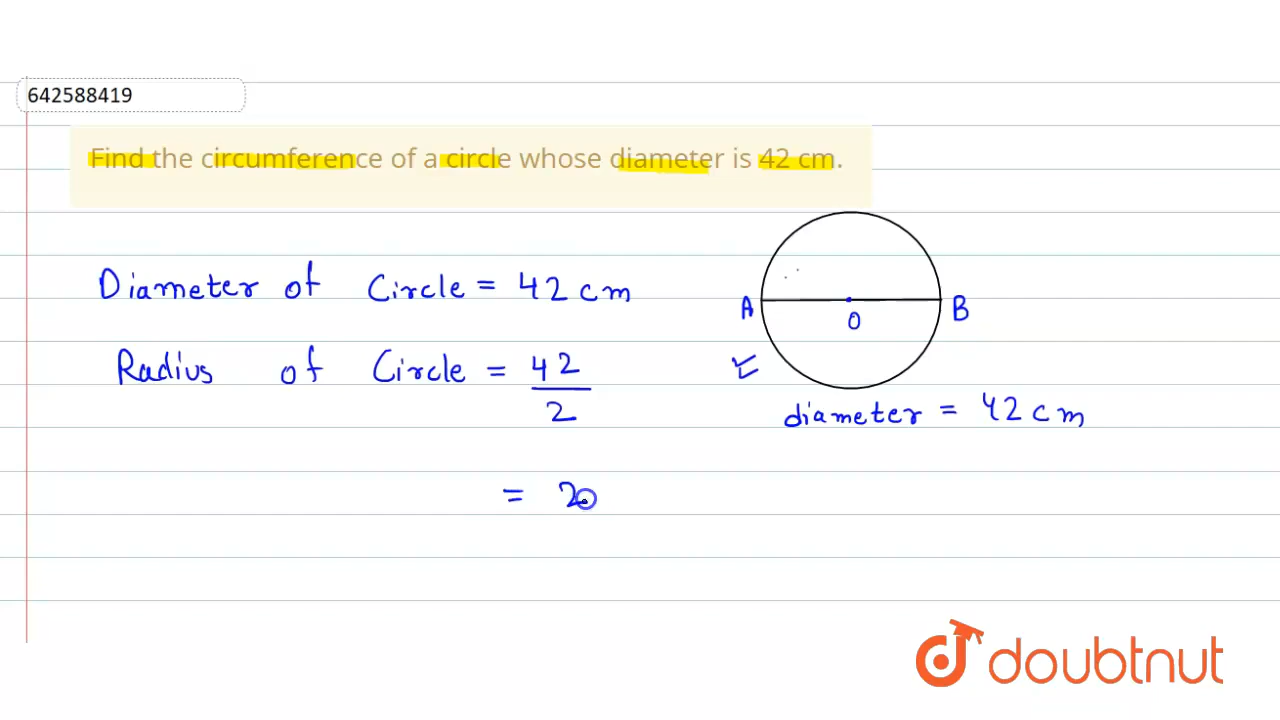 642588419
Find the circumference of a circle whose diameter is 42 cm.
Diameter of Circle = 42 cm
A O B
Radius of Circle = 42/2
diameter = 42 cm
= 2
doubtnut